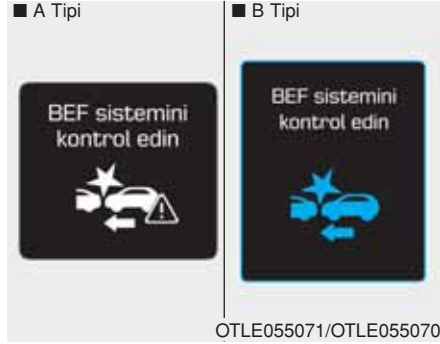 ■ A Tipi
■ B Tipi
BEF sistemini
kontrol edin
BEF sistemini
kontrol edin
OTLE055071/OTLE055070